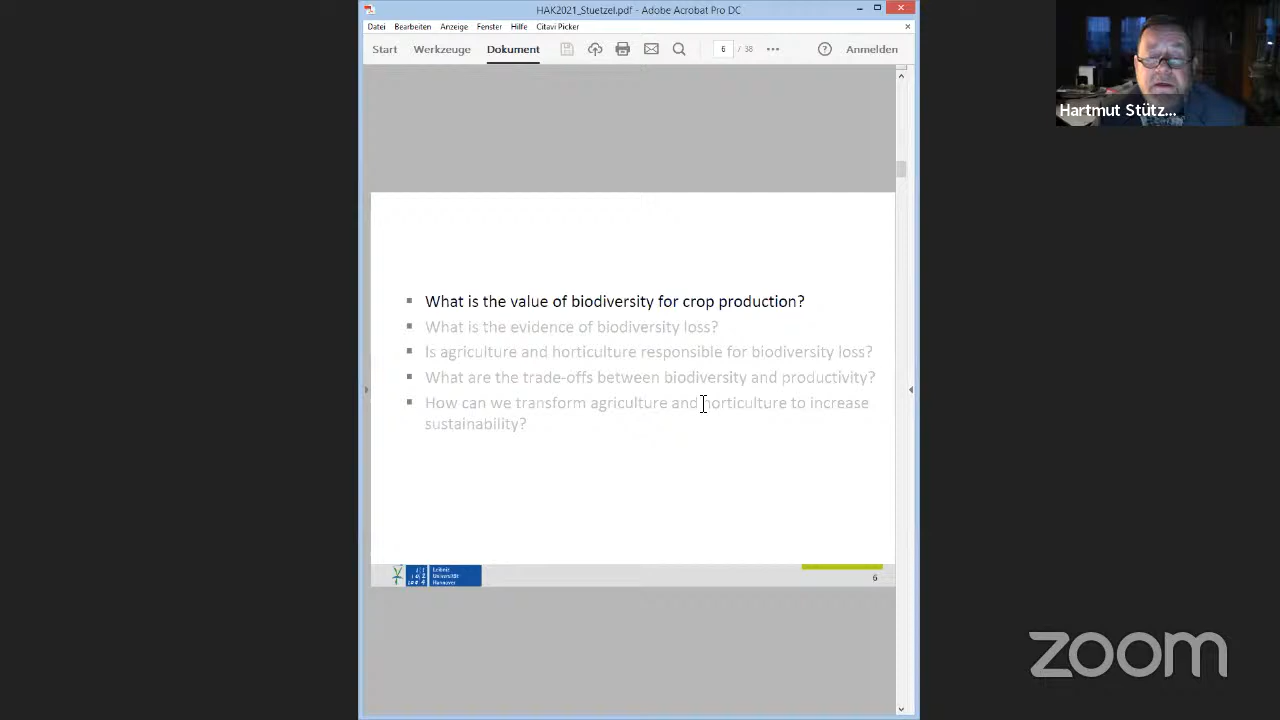 HAK2021_Stuetzel.pdf - Adobe Acrobat Pro DC
Datei Bearbeiten Anzeige Fenster Hilfe Citavi Picker
Start Werkzeuge Dokument 6 / 38 Anmelden
Hartmut Stütz...
What is the value of biodiversity for crop production?
What is the evidence of biodiversity loss?
Is agriculture and horticulture responsible for biodiversity loss?
What are the trade-offs between biodiversity and productivity?
How can we transform agriculture and horticulture to increase
sustainability?
Leibniz
Universität
Hannover
6
zoom